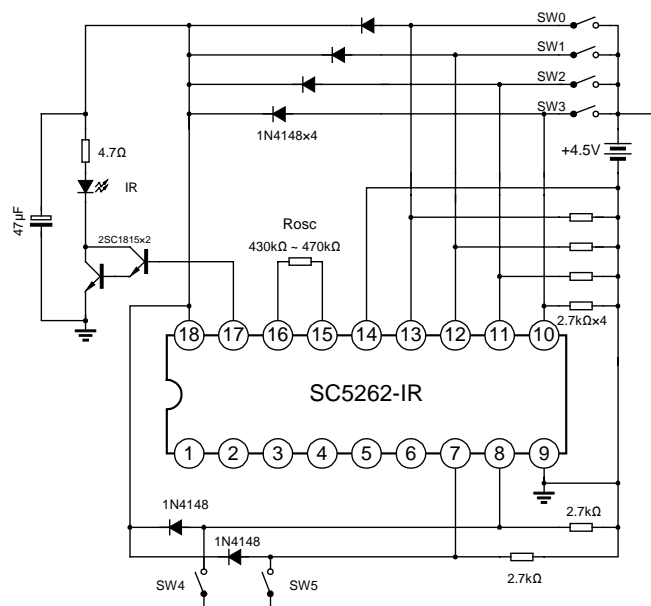 SW0
SW1
SW2
SW3
1N4148×4
4.7Ω
+4.5V
IR
47μF
Rosc
2SC1815×2
430kΩ ~ 470kΩ
2.7kΩ×4
18 17 16 15 14 13 12 11 10
SC5262-IR
1 2 3 4 5 6 7 8 9
1N4148
2.7kΩ
1N4148
SW4
SW5
2.7kΩ